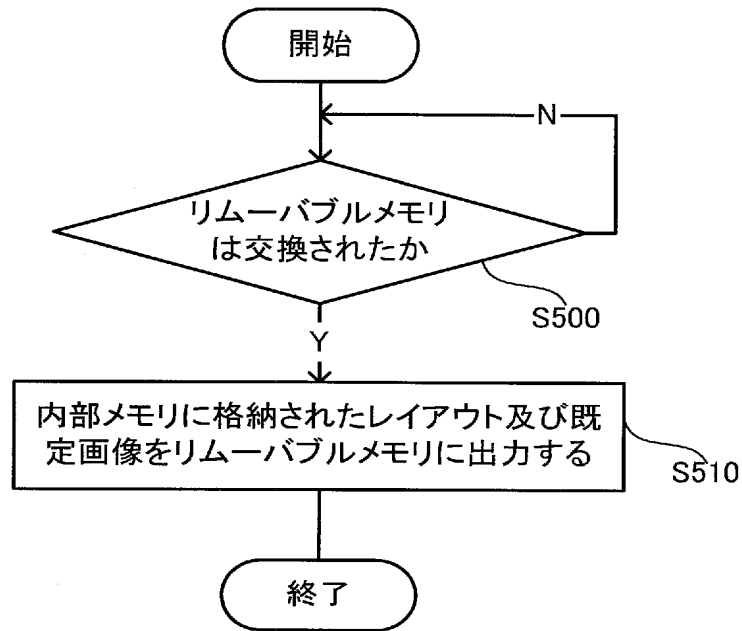 開始
N
リムーバブルメモリ
は交換されたか
S500
Y
内部メモリに格納されたレイアウト及び既
定画像をリムーバブルメモリに出力する
S510
終了